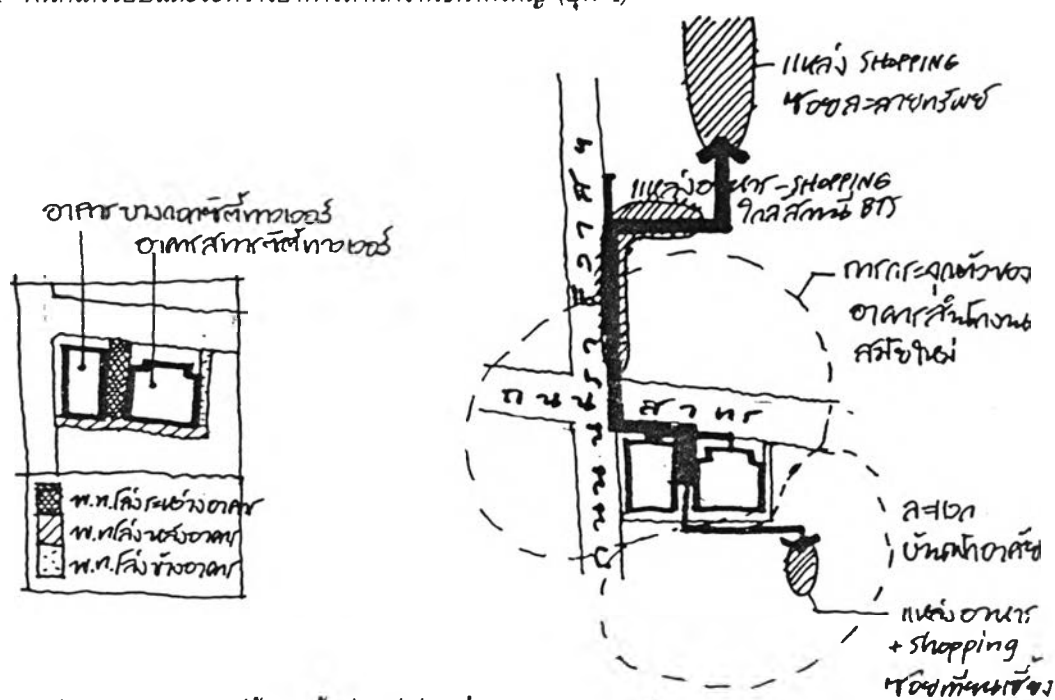 อาคารบางกอกซิตี้ทาวเวอร์
อาคารสาทรซิตี้ทาวเวอร์
พ.ท.โล่งระหว่างอาคาร
พ.ท.โล่งหลังอาคาร
พ.ท.โล่งข้างอาคาร
แหล่ง SHOPPING
ซอยละลายทรัพย์
แหล่งอาหาร-SHOPPING
ใกล้สถานี BTS
การกระจุกตัวของ
อาคารสำนักงาน
สมัยใหม่
ถนนสาทร
ถนนนราธิวาสฯ
ละแวก
บ้านพักอาศัย
แหล่งอาหาร
+ Shopping
ซอยเทียนเซี้ยง